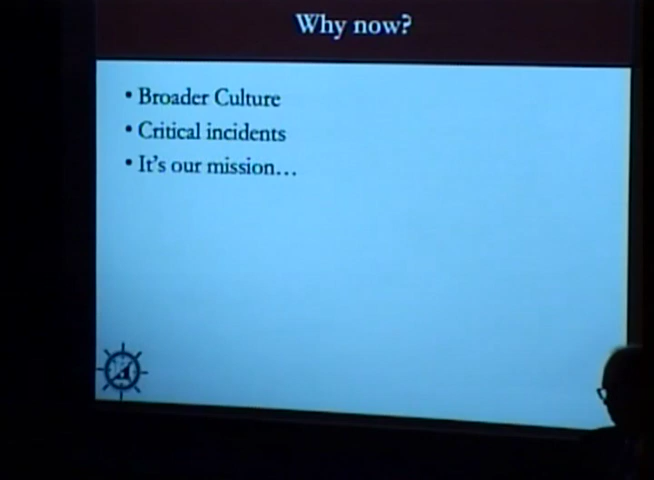 Why now?
• Broader Culture
• Critical incidents
• It's our mission…